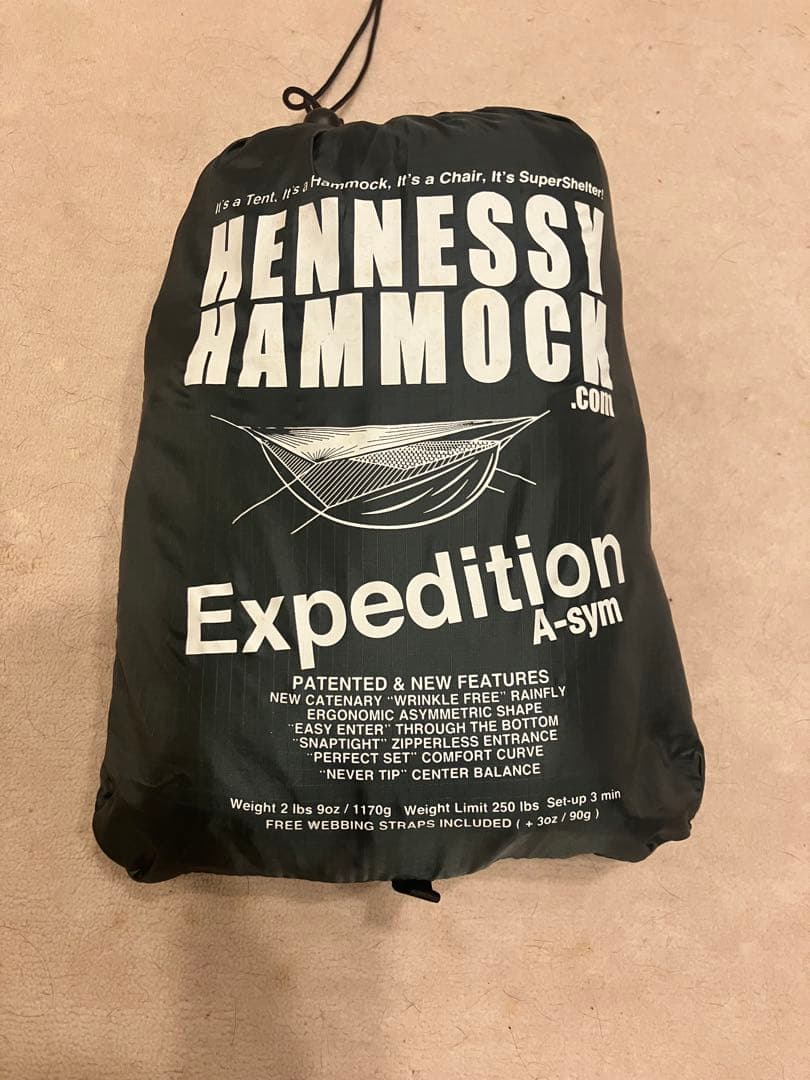 It's a Tent, It's a Hammock, It's a Chair, It's SuperShelter!
HENNESSY
HAMMOCK
.com
Expedition
A-sym
PATENTED & NEW FEATURES
NEW CATENARY "WRINKLE FREE" RAINFLY
ERGONOMIC ASYMMETRIC SHAPE
"EASY ENTER" THROUGH THE BOTTOM
"SNAPTIGHT" ZIPPERLESS ENTRANCE
"PERFECT SET" COMFORT CURVE
"NEVER TIP" CENTER BALANCE
Weight 2 lbs 9oz / 1170g Weight Limit 250 lbs Set-up 3 min
FREE WEBBING STRAPS INCLUDED ( + 3oz / 90g )